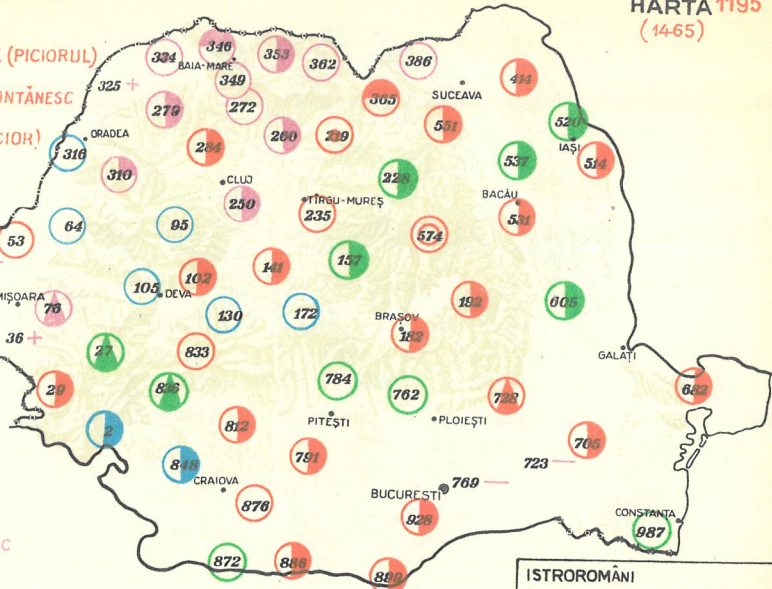 HARTA 1195
(1465)
(PICIORUL)
ONTĂNESC
CIOR)
334
346
BAIA-MARE
353
362
386
325 +
349
SUCEAVA
414
279
272
365
551
520
IAȘI
ORADEA
316
284
260
219
537
514
310
CLUJ
250
228
BACĂU
TÎRGU-MUREȘ
235
531
53
64
95
574
157
141
102
105
DEVA
192
605
MIȘOARA
76
130
172
BRAȘOV
182
36 +
27
833
GALAȚI
29
836
784
762
728
682
PITEȘTI
PLOIEȘTI
2
812
705
848
791
723 —
CRAIOVA
876
BUCUREȘTI
769 —
928
CONSTANȚA
987
C
872
886
899
ISTROROMÂNI